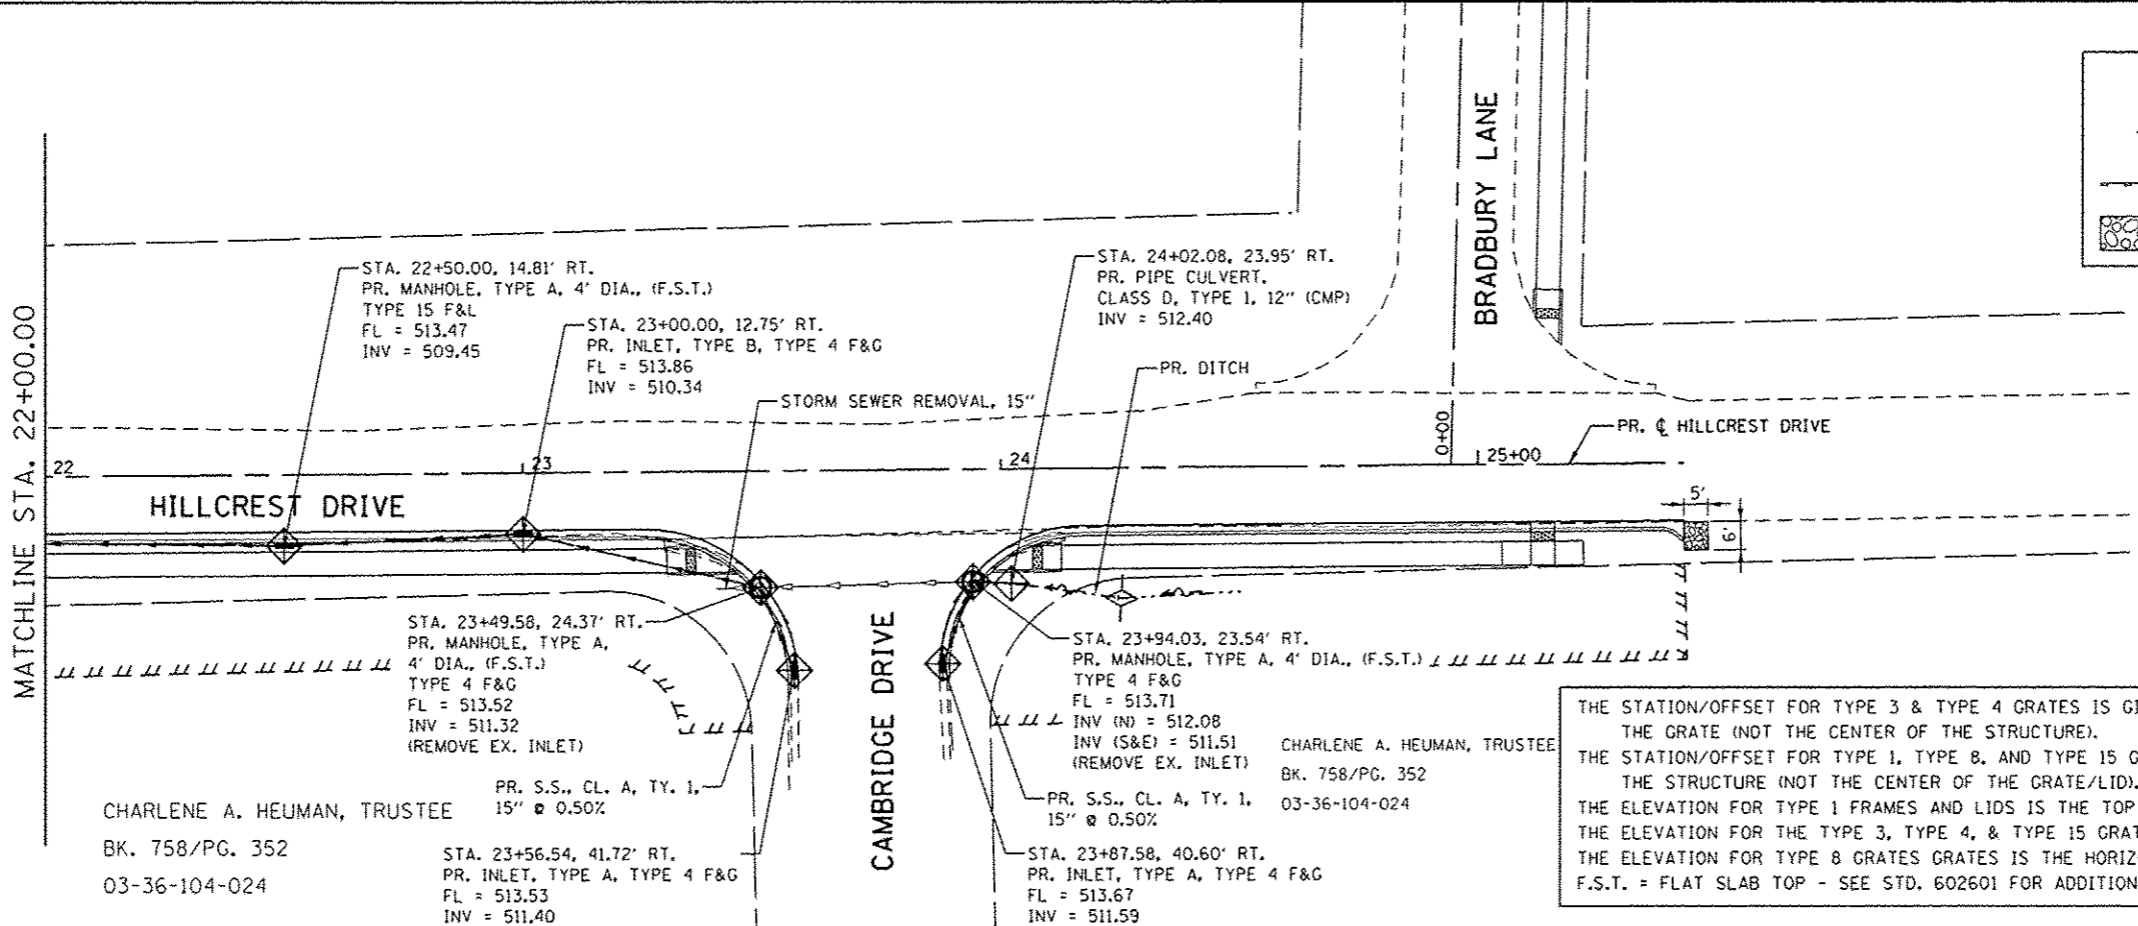 MATCHLINE STA. 22+00.00
STA. 22+50.00, 14.81' RT.
PR. MANHOLE, TYPE A, 4' DIA., (F.S.T.)
TYPE 15 F&L
FL = 513.47
INV = 509.45
STA. 23+00.00, 12.75' RT.
PR. INLET, TYPE B, TYPE 4 F&G
FL = 513.86
INV = 510.34
STORM SEWER REMOVAL, 15"
STA. 24+02.08, 23.95' RT.
PR. PIPE CULVERT,
CLASS D, TYPE 1, 12" (CMP)
INV = 512.40
PR. DITCH
BRADBURY LANE
0+00
PR. ℄ HILLCREST DRIVE
22
23
24
25+00
HILLCREST DRIVE
5'
6'
STA. 23+49.58, 24.37' RT.
PR. MANHOLE, TYPE A,
4' DIA., (F.S.T.)
TYPE 4 F&G
FL = 513.52
INV = 511.32
(REMOVE EX. INLET)
PR. S.S., CL. A, TY. 1,
15" @ 0.50%
CHARLENE A. HEUMAN, TRUSTEE
BK. 758/PG. 352
03-36-104-024
STA. 23+56.54, 41.72' RT.
PR. INLET, TYPE A, TYPE 4 F&G
FL = 513.53
INV = 511.40
CAMBRIDGE DRIVE
STA. 23+94.03, 23.54' RT.
PR. MANHOLE, TYPE A, 4' DIA., (F.S.T.)
TYPE 4 F&G
FL = 513.71
INV (N) = 512.08
INV (S&E) = 511.51
(REMOVE EX. INLET)
PR. S.S., CL. A, TY. 1,
15" @ 0.50%
STA. 23+87.58, 40.60' RT.
PR. INLET, TYPE A, TYPE 4 F&G
FL = 513.67
INV = 511.59
CHARLENE A. HEUMAN, TRUSTEE
BK. 758/PG. 352
03-36-104-024
THE STATION/OFFSET FOR TYPE 3 & TYPE 4 GRATES IS
THE GRATE (NOT THE CENTER OF THE STRUCTURE).
THE STATION/OFFSET FOR TYPE 1, TYPE 8, AND TYPE 15
THE STRUCTURE (NOT THE CENTER OF THE GRATE/LID).
THE ELEVATION FOR TYPE 1 FRAMES AND LIDS IS THE TOP
THE ELEVATION FOR THE TYPE 3, TYPE 4, & TYPE 15
THE ELEVATION FOR TYPE 8 GRATES GRATES IS THE
F.S.T. = FLAT SLAB TOP - SEE STD. 602601 FOR